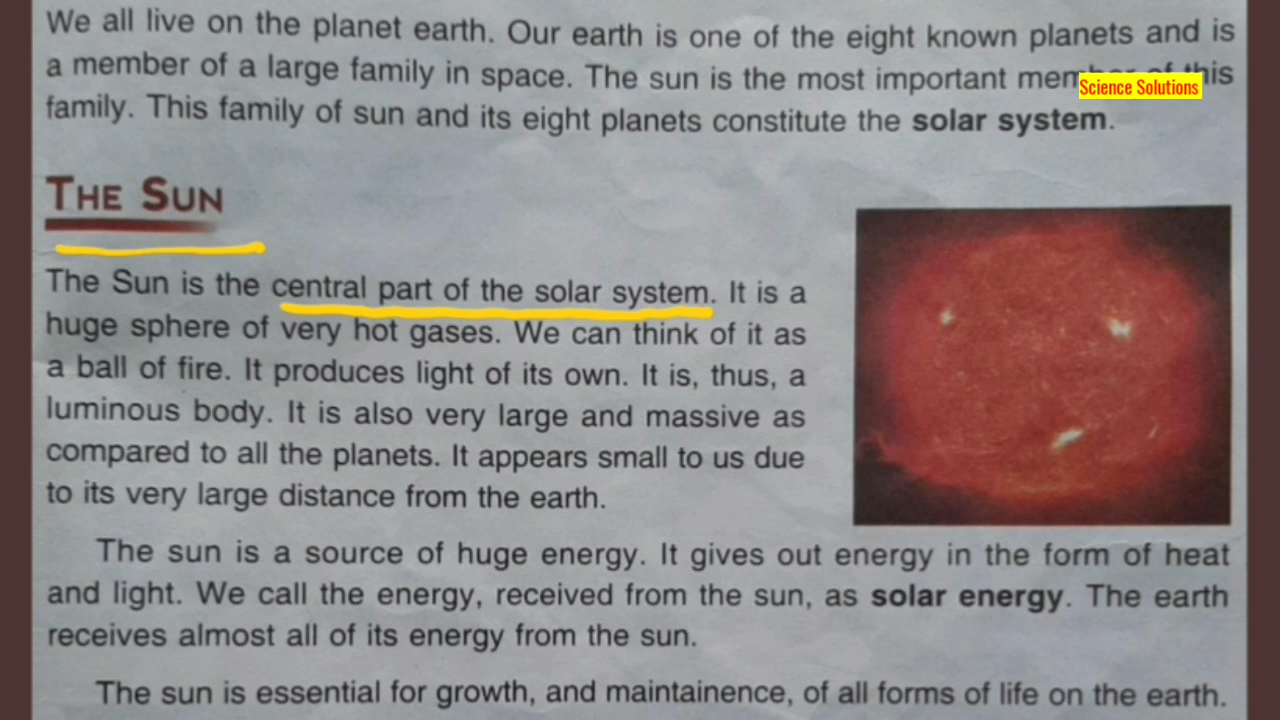 We all live on the planet earth. Our earth is one of the eight known planets and is
a member of a large family in space. The sun is the most important member of this
Science Solutions
family. This family of sun and its eight planets constitute the solar system.
THE SUN
The Sun is the central part of the solar system. It is a
huge sphere of very hot gases. We can think of it as
a ball of fire. It produces light of its own. It is, thus, a
luminous body. It is also very large and massive as
compared to all the planets. It appears small to us due
to its very large distance from the earth.
The sun is a source of huge energy. It gives out energy in the form of heat
and light. We call the energy, received from the sun, as solar energy. The earth
receives almost all of its energy from the sun.
The sun is essential for growth, and maintainence, of all forms of life on the earth.